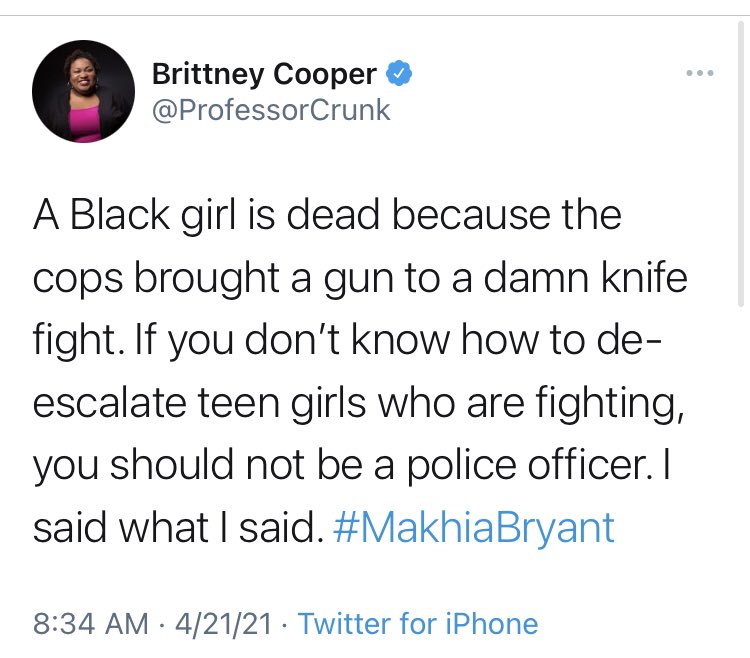 Brittney Cooper
@ProfessorCrunk
A Black girl is dead because the
cops brought a gun to a damn knife
fight. If you don’t know how to de-
escalate teen girls who are fighting,
you should not be a police officer. I
said what I said. #MakhiaBryant
8:34 AM · 4/21/21 · Twitter for iPhone